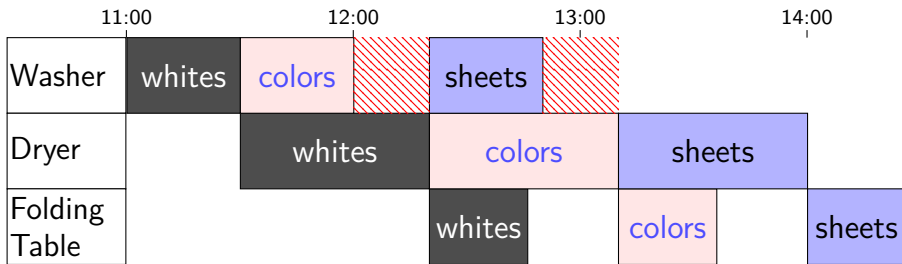 11:00 12:00 13:00 14:00
Washer whites colors sheets
Dryer whites colors sheets
Folding
Table
whites colors sheets